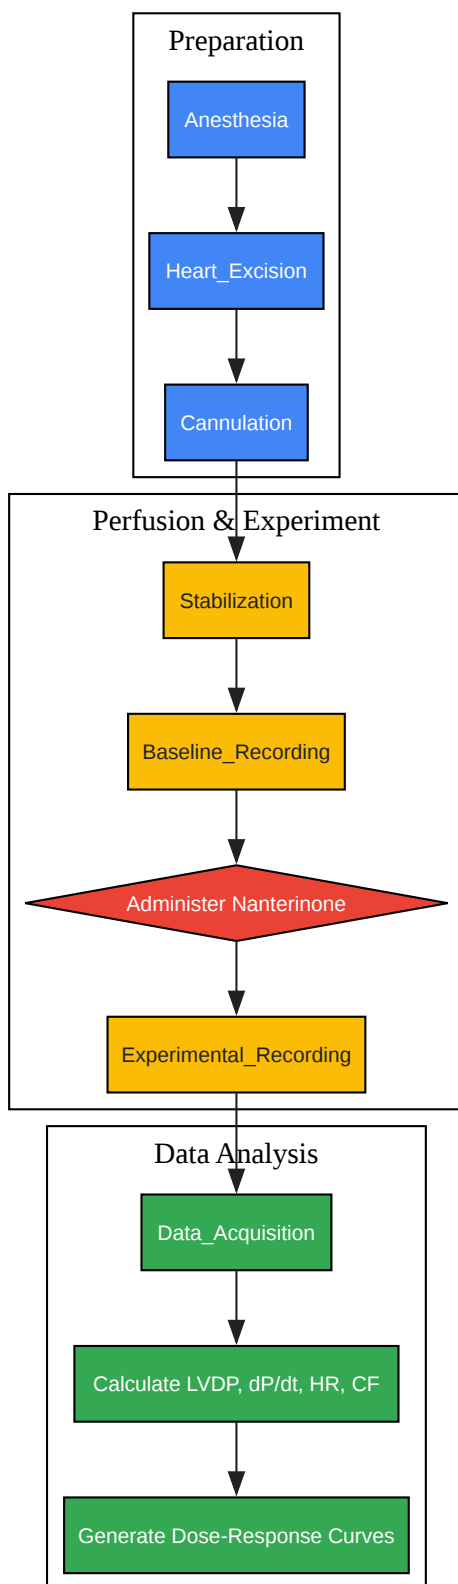 Preparation
Anesthesia
Heart_Excision
Cannulation
Perfusion & Experiment
Stabilization
Baseline_Recording
Administer Nanterinone
Experimental_Recording
Data Analysis
Data_Acquisition
Calculate LVDP, dP/dt, HR, CF
Generate Dose-Response Curves